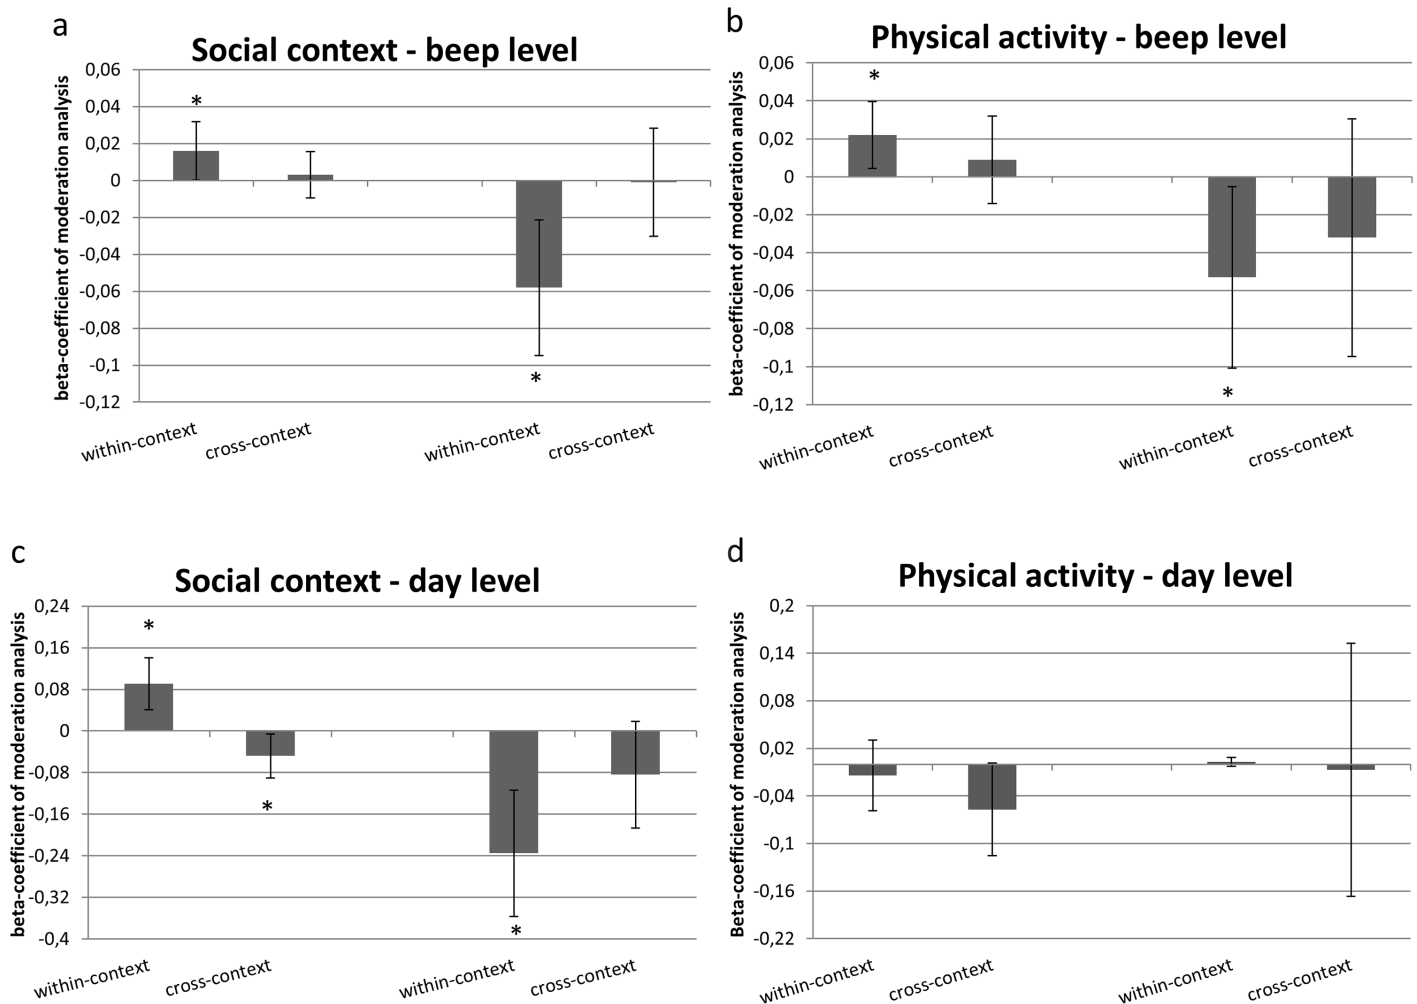 a
Social context - beep level
beta-coefficient of moderation analysis
0,06
0,04
0,02
0
-0,02
-0,04
-0,06
-0,08
-0,1
-0,12
*
*
within-context
cross-context
within-context
cross-context
b
Physical activity - beep level
beta-coefficient of moderation analysis
0,06
0,04
0,02
0
-0,02
-0,04
-0,06
-0,08
-0,1
-0,12
*
*
within-context
cross-context
within-context
cross-context
c
Social context - day level
beta-coefficient of moderation analysis
0,24
0,16
0,08
0
-0,08
-0,16
-0,24
-0,32
-0,4
*
*
*
within-context
cross-context
within-context
cross-context
d
Physical activity - day level
Beta-coefficient of moderation analysis
0,2
0,14
0,08
0,02
-0,04
-0,1
-0,16
-0,22
within-context
cross-context
within-context
cross-context